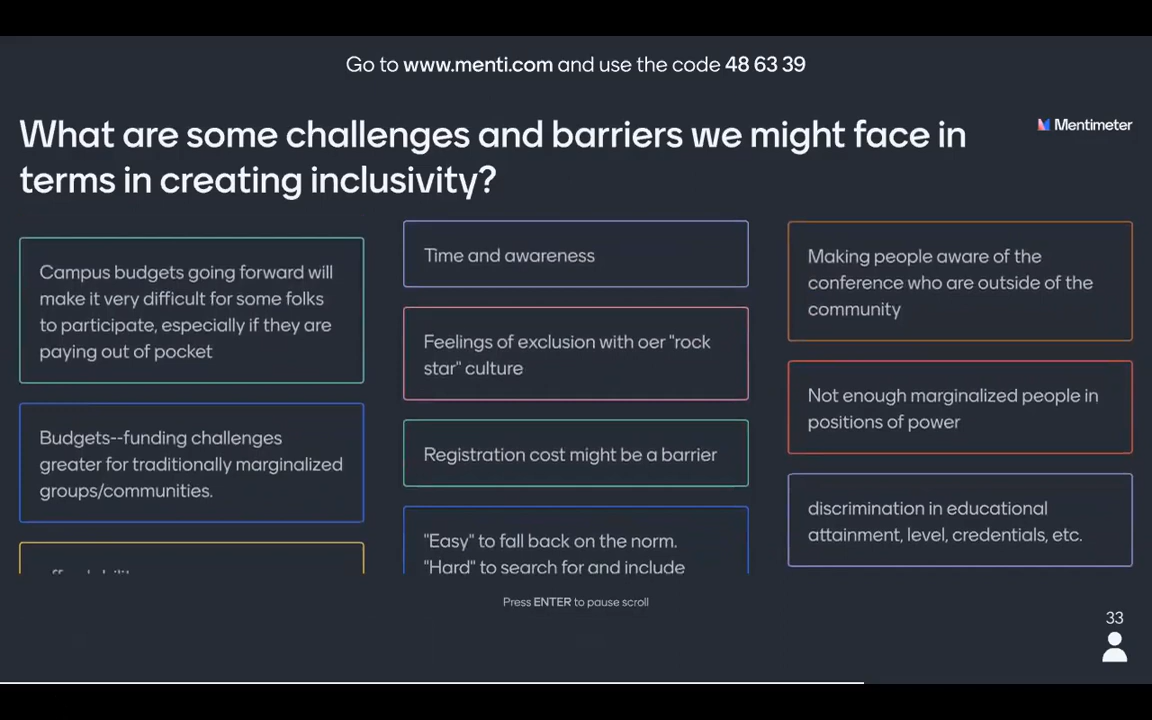 Go to www.menti.com and use the code 48 63 39
What are some challenges and barriers we might face in
terms in creating inclusivity?
Mentimeter
Campus budgets going forward will
make it very difficult for some folks
to participate, especially if they are
paying out of pocket
Budgets--funding challenges
greater for traditionally marginalized
groups/communities.
Time and awareness
Feelings of exclusion with oer "rock
star" culture
Registration cost might be a barrier
"Easy" to fall back on the norm.
"Hard" to search for and include
Making people aware of the
conference who are outside of the
community
Not enough marginalized people in
positions of power
discrimination in educational
attainment, level, credentials, etc.
Press ENTER to pause scroll
33